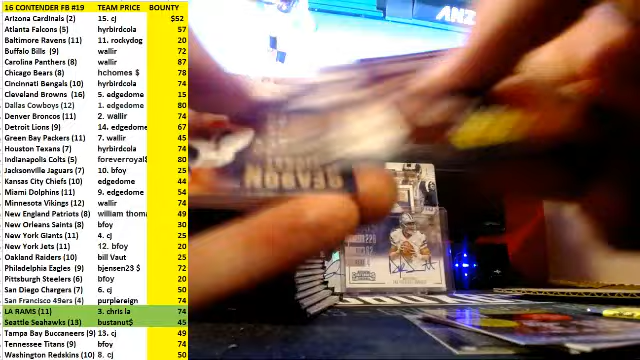 16 CONTENDER FB #19 TEAM PRICE BOUNTY
Arizona Cardinals (2) 15. cj $52
Atlanta Falcons (5) hyrbirdcola 57
Baltimore Ravens (11) 11. rockydog 20
Buffalo Bills (9) wallir 72
Carolina Panthers (8) wallir 87
Chicago Bears (8) hchomes $ 78
Cincinnati Bengals (10) hyrbirdcola 74
Cleveland Browns (16) 5. edgedome 15
Dallas Cowboys (12) 1. edgedome 80
Denver Broncos (11) 2. wallir 74
Detroit Lions (9) 14. edgedome 67
Green Bay Packers (11) 7. wallir 45
Houston Texans (7) hyrbirdcola 74
Indianapolis Colts (5) foreverroyal$ 80
Jacksonville Jaguars (7) 10. bfoy 25
Kansas City Chiefs (10) edgedome 44
Miami Dolphins (11) 9. edgedome 54
Minnesota Vikings (12) wallir 74
New England Patriots (8) william thoma 49
New Orleans Saints (8) bfoy 30
New York Giants (11) 4. cj 25
New York Jets (11) 12. bfoy 20
Oakland Raiders (10) bill Vaut 25
Philadelphia Eagles (9) bjensen23 $ 72
Pittsburgh Steelers (6) bfoy 20
San Diego Chargers (7) 6. cj 50
San Francisco 49ers (4) purplereign 74
LA RAMS (11) 3. chris la 74
Seattle Seahawks (13) bustanut$ 45
Tampa Bay Buccaneers (9) 13. cj 49
Tennessee Titans (9) bfoy 74
Washington Redskins (10) 8. cj 50
SEASON
TICKET